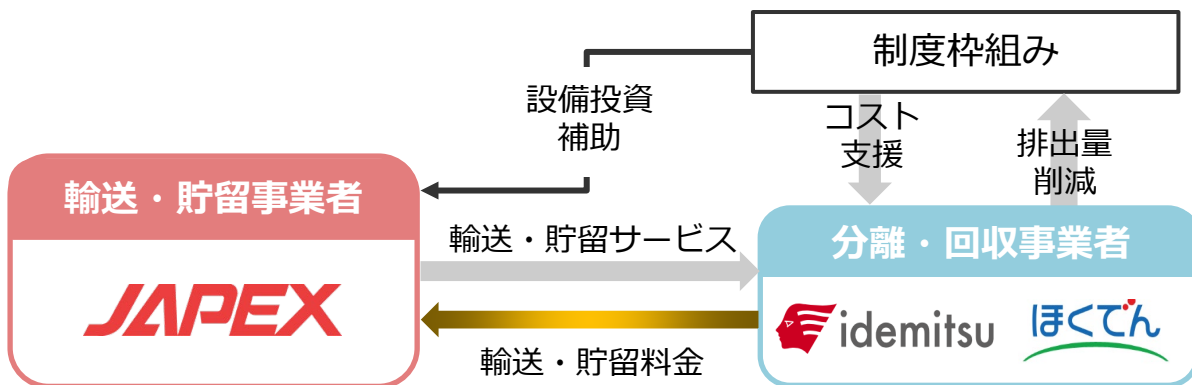 制度枠組み
設備投資
補助
コスト
支援
排出量
削減
輸送・貯留事業者
JAPEX
輸送・貯留サービス
輸送・貯留料金
分離・回収事業者
idemitsu
ほくでん